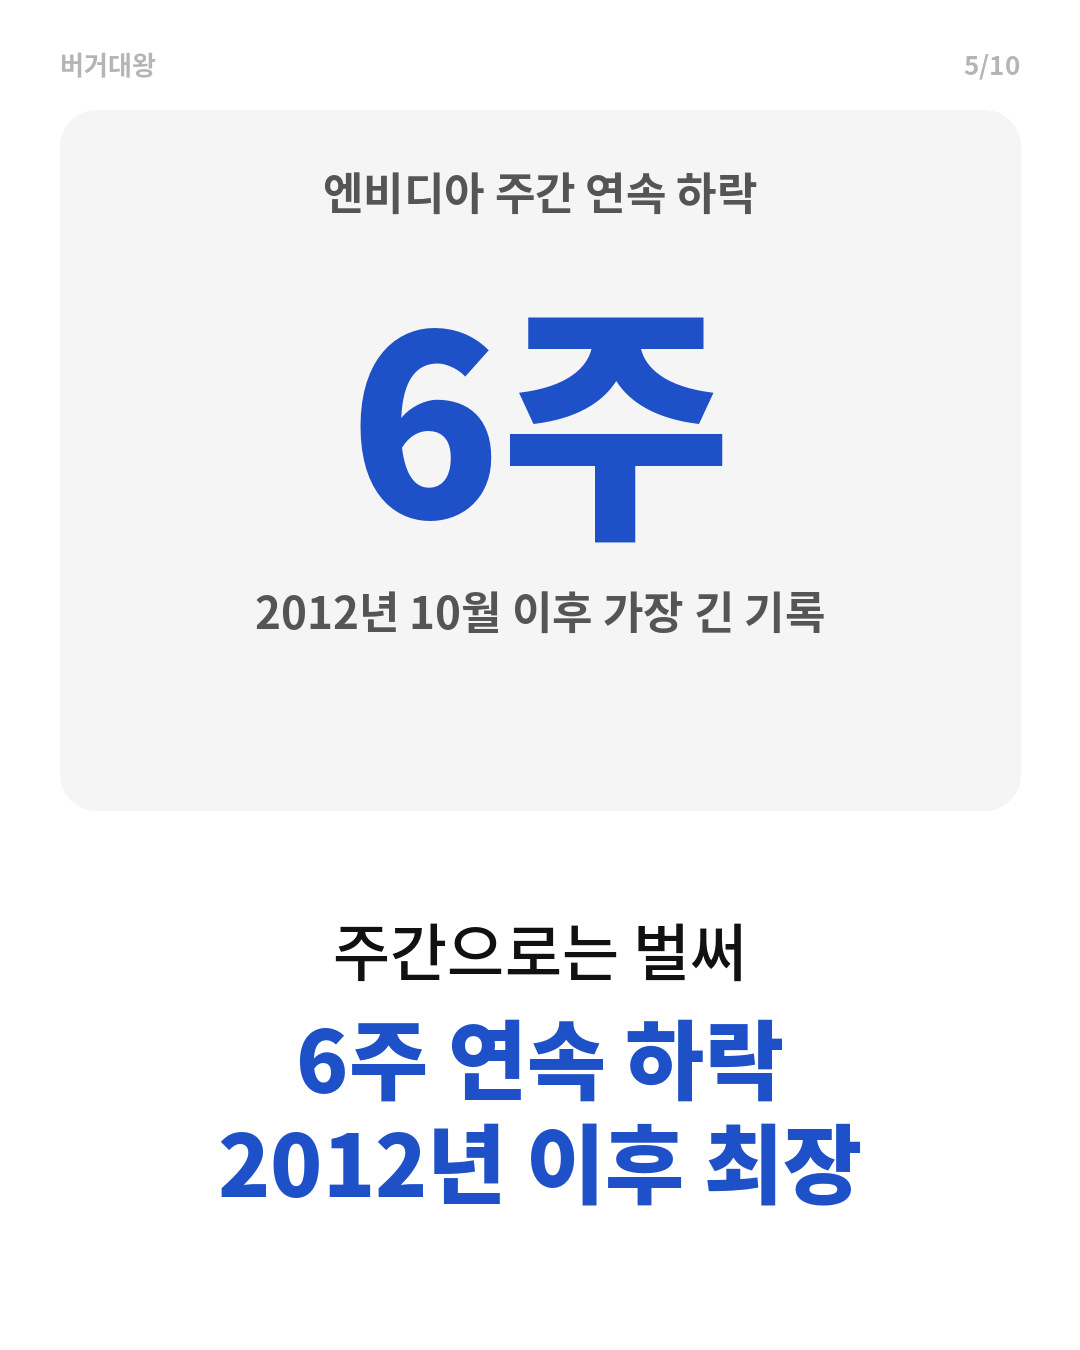 버거대왕
5/10
엔비디아 주간 연속 하락
6주
2012년 10월 이후 가장 긴 기록
주간으로는 벌써
6주 연속 하락
2012년 이후 최장